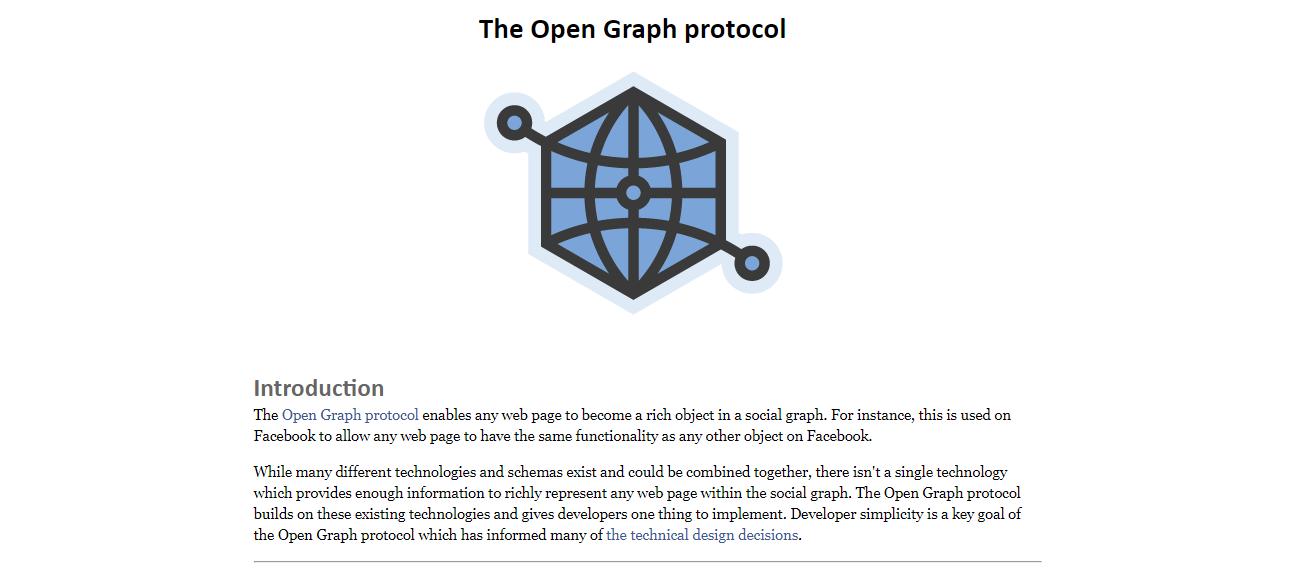 The Open Graph protocol
Introduction
The Open Graph protocol enables any web page to become a rich object in a social graph. For instance, this is used on
Facebook to allow any web page to have the same functionality as any other object on Facebook.
While many different technologies and schemas exist and could be combined together, there isn't a single technology
which provides enough information to richly represent any web page within the social graph. The Open Graph protocol
builds on these existing technologies and gives developers one thing to implement. Developer simplicity is a key goal of
the Open Graph protocol which has informed many of the technical design decisions.